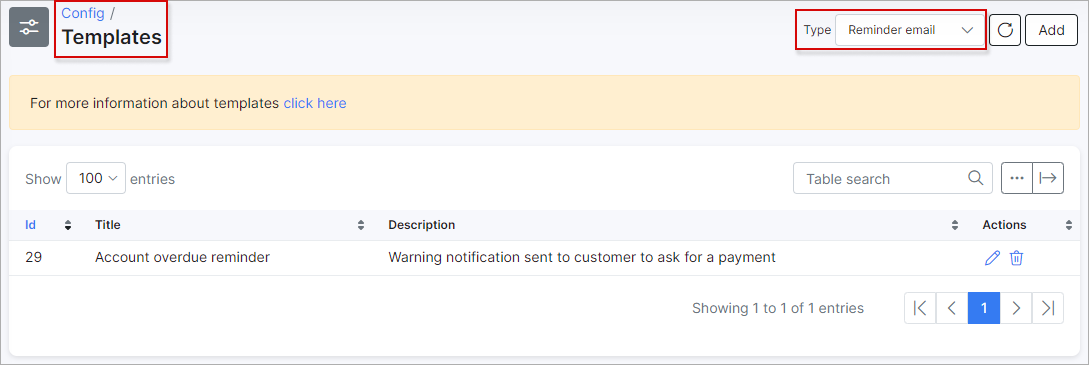 Config /
Templates
Type Reminder email Add
For more information about templates click here
Show 100 entries
Table search
Id Title Description Actions
29 Account overdue reminder Warning notification sent to customer to ask for a payment
Showing 1 to 1 of 1 entries 1